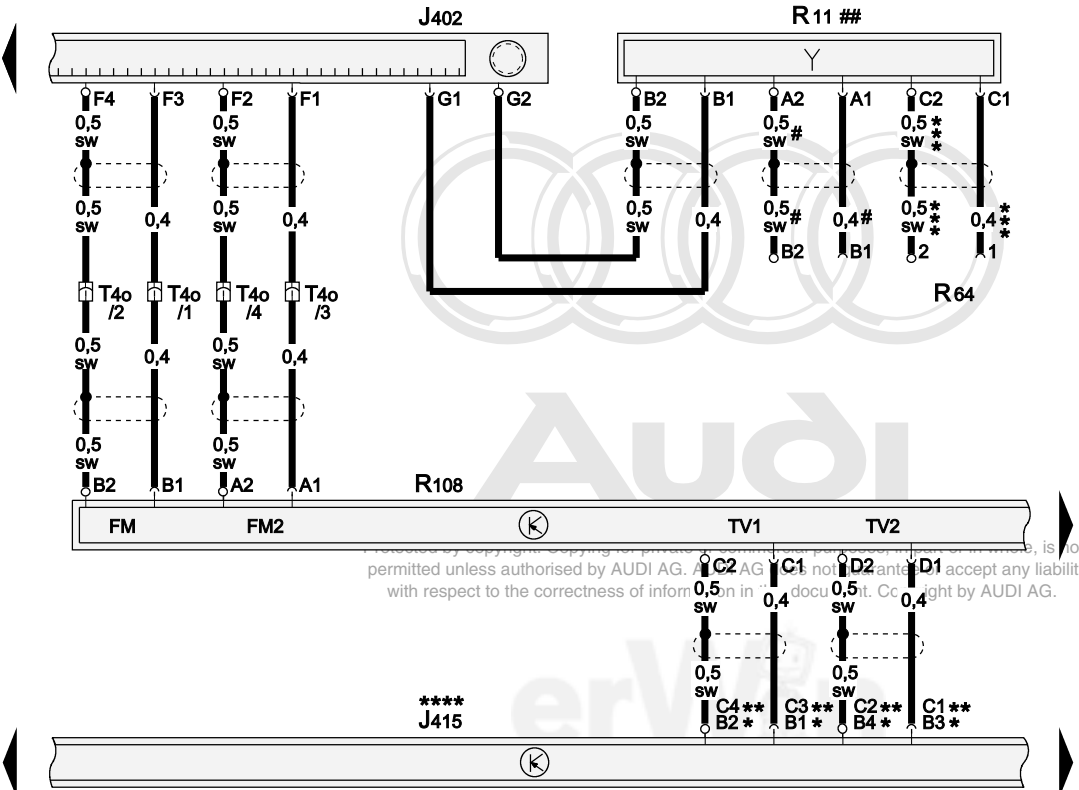 J402 R11 ##
F4 F3 F2 F1 G1 G2 B2 B1 A2 A1 C2 C1
0,5 0,5 0,5 0,5 # 0,5 ***
sw sw sw sw sw
0,5 0,4 0,5 0,4 0,5 0,4 0,5 # 0,4 # 0,5 *** 0,4 ***
sw sw sw sw sw
B2 B1 2 1
T4o T4o T4o T4o R64
/2 /1 /4 /3
0,5 0,4 0,5 0,4
sw sw
0,5 0,5
sw sw
B2 B1 A2 A1 R108
Audi
FM FM2 K TV1 TV2
Protected by copyright. Copying for private or commercial purposes, in part or in whole, is no
permitted unless authorised by AUDI AG. AUDI AG does not guarantee or accept any liabilit
with respect to the correctness of information in this document. Copyright by AUDI AG.
C2 C1 D2 D1
0,5 0,4 0,5 0,4
sw sw
erWin
0,5 0,5
sw sw
**** C4** C3** C2** C1**
J415 B2* B1* B4* B3*
K